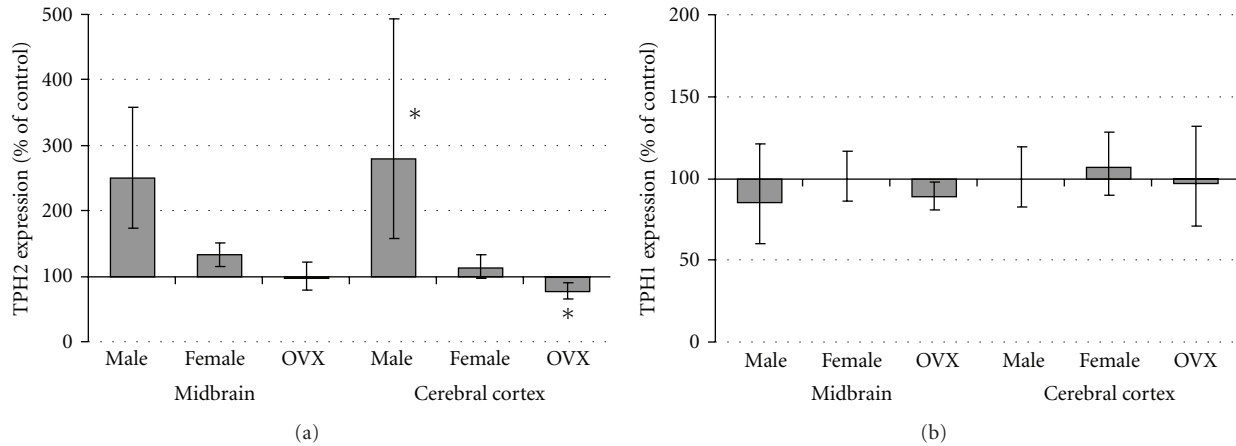 TPH2 expression (% of control)
500
400
300
200
100
0
*
*
Male Female OVX Male Female OVX
Midbrain Cerebral cortex
(a)
TPH1 expression (% of control)
200
150
100
50
0
Male Female OVX Male Female OVX
Midbrain Cerebral cortex
(b)